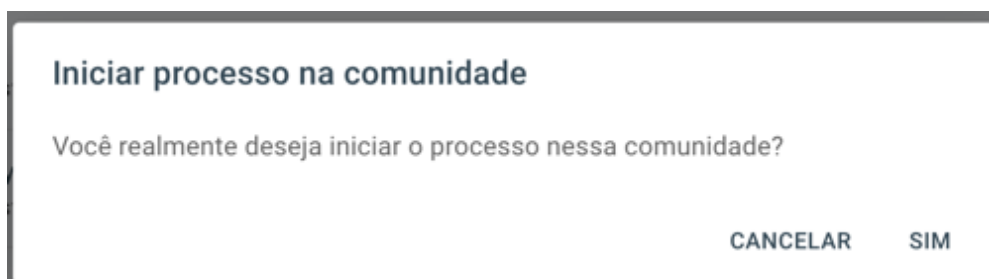 Iniciar processo na comunidade
Você realmente deseja iniciar o processo nessa comunidade?
CANCELAR SIM